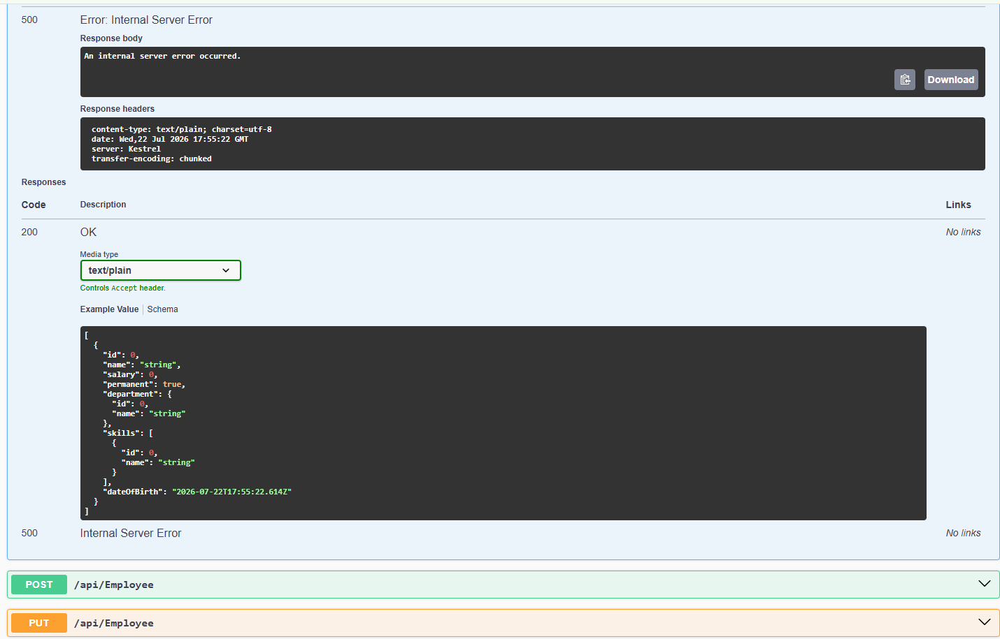 500 Error: Internal Server Error
Response body
An internal server error occurred.
Download
Response headers
content-type: text/plain; charset=utf-8
date: Wed,22 Jul 2026 17:55:22 GMT
server: Kestrel
transfer-encoding: chunked
Responses
Code Description Links
200 OK No links
Media type
text/plain
Controls Accept header.
Example Value Schema
[
  {
    "id": 0,
    "name": "string",
    "salary": 0,
    "permanent": true,
    "department": {
      "id": 0,
      "name": "string"
    },
    "skills": [
      {
        "id": 0,
        "name": "string"
      }
    ],
    "dateOfBirth": "2026-07-22T17:55:22.614Z"
  }
]
500 Internal Server Error No links
POST /api/Employee
PUT /api/Employee